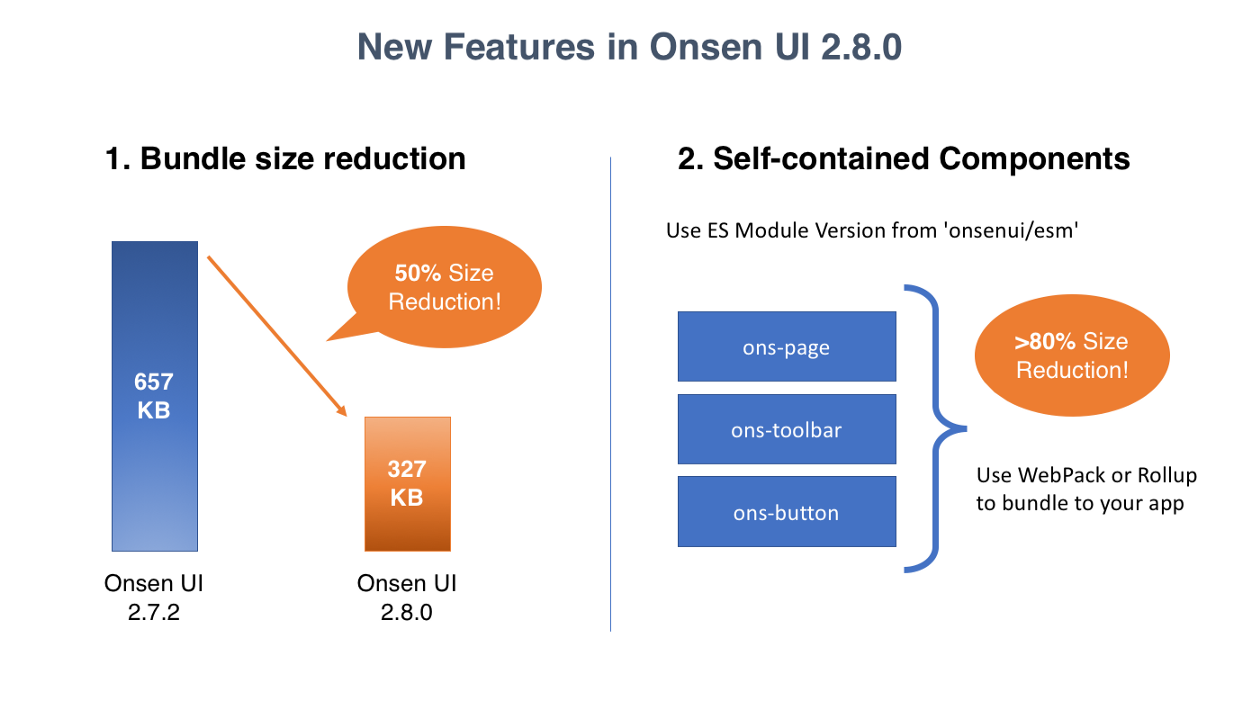 New Features in Onsen UI 2.8.0
1. Bundle size reduction
50% Size
Reduction!
657
KB
327
KB
Onsen UI
2.7.2
Onsen UI
2.8.0
2. Self-contained Components
Use ES Module Version from 'onsenui/esm'
ons-page
ons-toolbar
ons-button
>80% Size
Reduction!
Use WebPack or Rollup
to bundle to your app